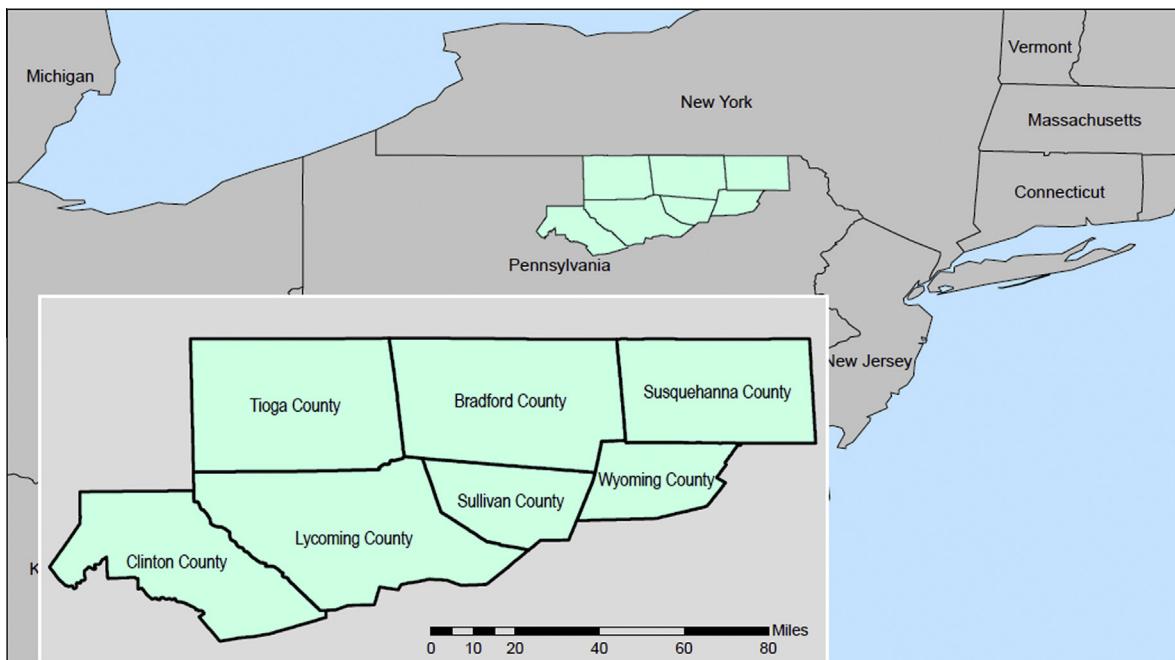 Michigan
Vermont
New York
Massachusetts
Connecticut
Pennsylvania
New Jersey
Tioga County
Bradford County
Susquehanna County
Wyoming County
Sullivan County
Lycoming County
Clinton County
K
Miles
0 10 20 40 60 80